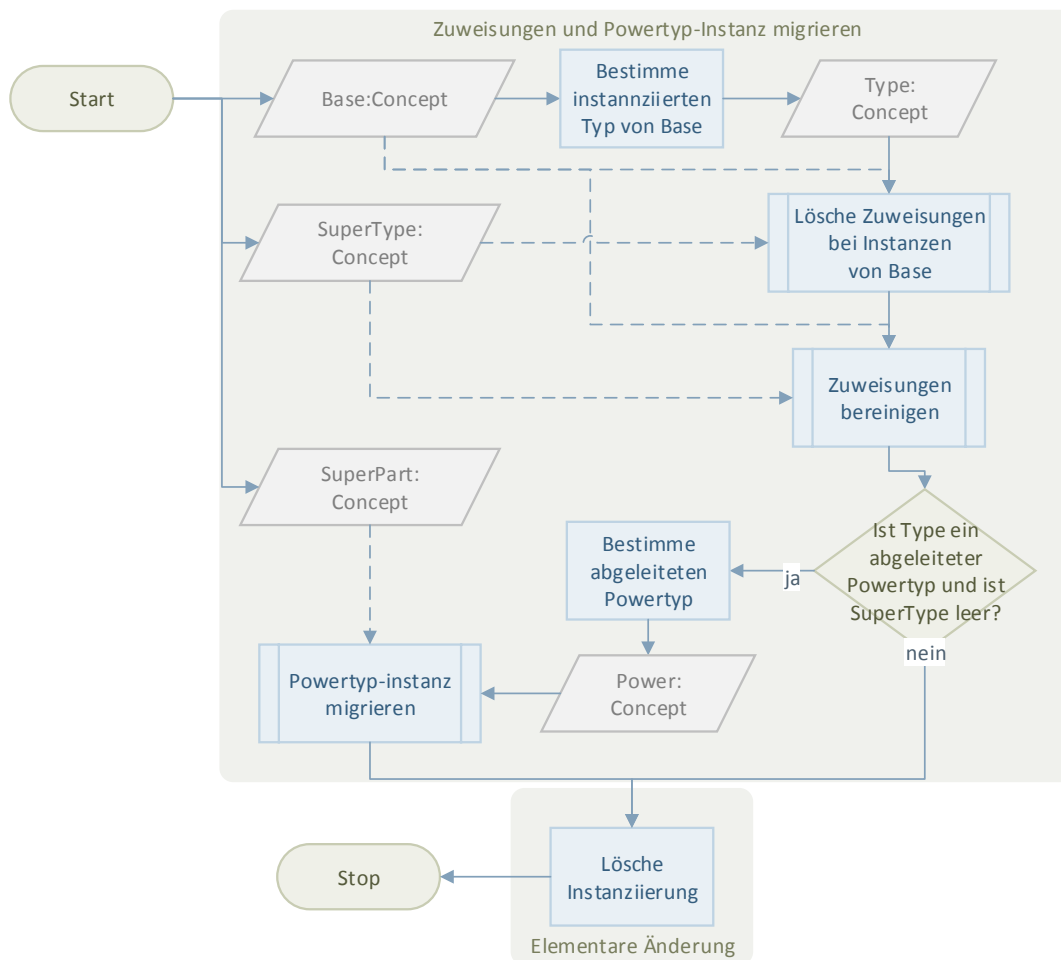 Zuweisungen und Powertyp-Instanz migrieren
Start
Base:Concept
Bestimme
instannziierten
Typ von Base
Type:
Concept
SuperType:
Concept
Lösche Zuweisungen
bei Instanzen
von Base
Zuweisungen
bereinigen
SuperPart:
Concept
Ist Type ein
abgeleiteter
Powertyp und ist
SuperType leer?
ja
nein
Bestimme
abgeleiteten
Powertyp
Power:
Concept
Powertyp-instanz
migrieren
Lösche
Instanziierung
Stop
Elementare Änderung